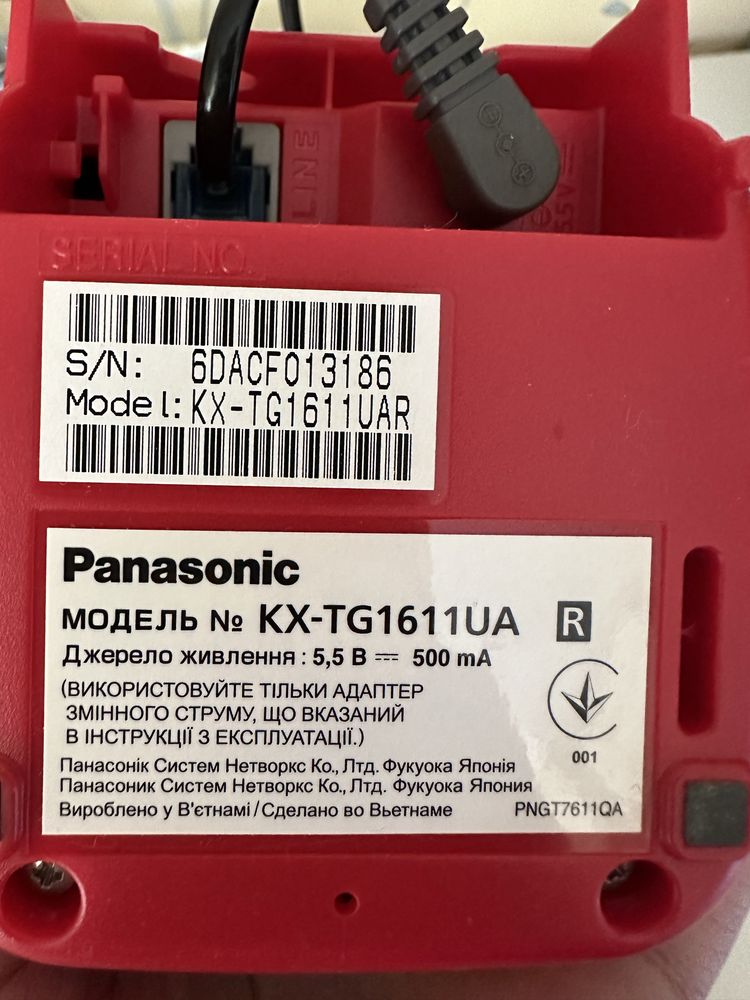 LINE
5.5V
SERIAL NO.
S/N: 6DACF013186
Model: KX-TG1611UAR
Panasonic
МОДЕЛЬ № KX-TG1611UA R
Джерело живлення : 5,5 В ⎓ 500 mA
(ВИКОРИСТОВУЙТЕ ТІЛЬКИ АДАПТЕР
ЗМІННОГО СТРУМУ, ЩО ВКАЗАНИЙ
В ІНСТРУКЦІЇ З ЕКСПЛУАТАЦІЇ.)
001
Панасонік Систем Нетворкс Ко., Лтд. Фукуока Японія
Панасоник Систем Нетворкс Ко., Лтд. Фукуока Япония
Вироблено у В'єтнамі / Сделано во Вьетнаме
PNGT7611QA